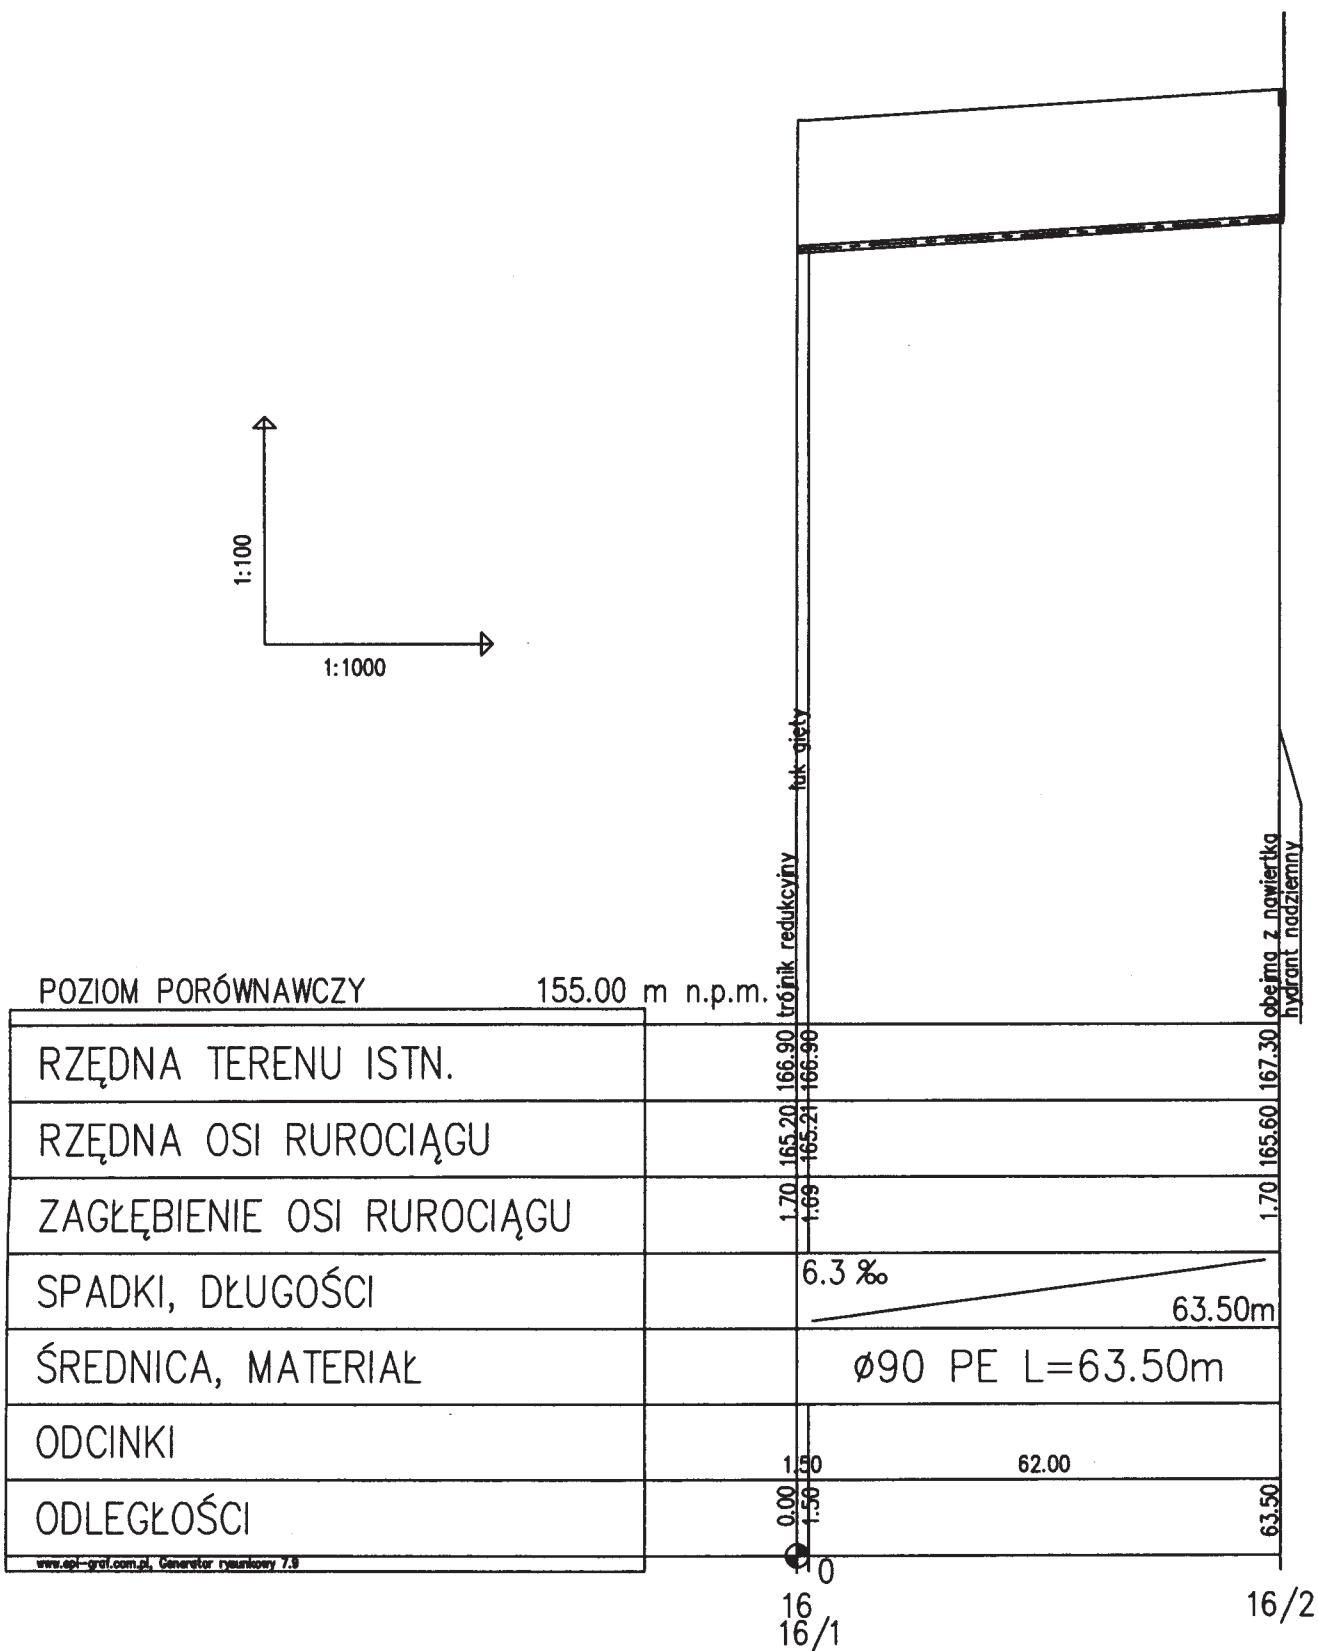 1:100
1:1000
łuk gięty
trójnik redukcyjny
obejma z nawiertką
hydrant nadziemny
POZIOM PORÓWNAWCZY 155.00 m n.p.m.
RZĘDNA TERENU ISTN. 166.90 166.90 167.30
RZĘDNA OSI RUROCIĄGU 165.20 165.21 165.60
ZAGŁĘBIENIE OSI RUROCIĄGU 1.70 1.69 1.70
SPADKI, DŁUGOŚCI 6.3 ‰ 63.50m
ŚREDNICA, MATERIAŁ ø90 PE L=63.50m
ODCINKI 1.50 62.00
ODLEGŁOŚCI 0.00 1.50 63.50
www.epi-graf.com.pl, Generator rysunkowy 7.9
0
16 16/2
16/1